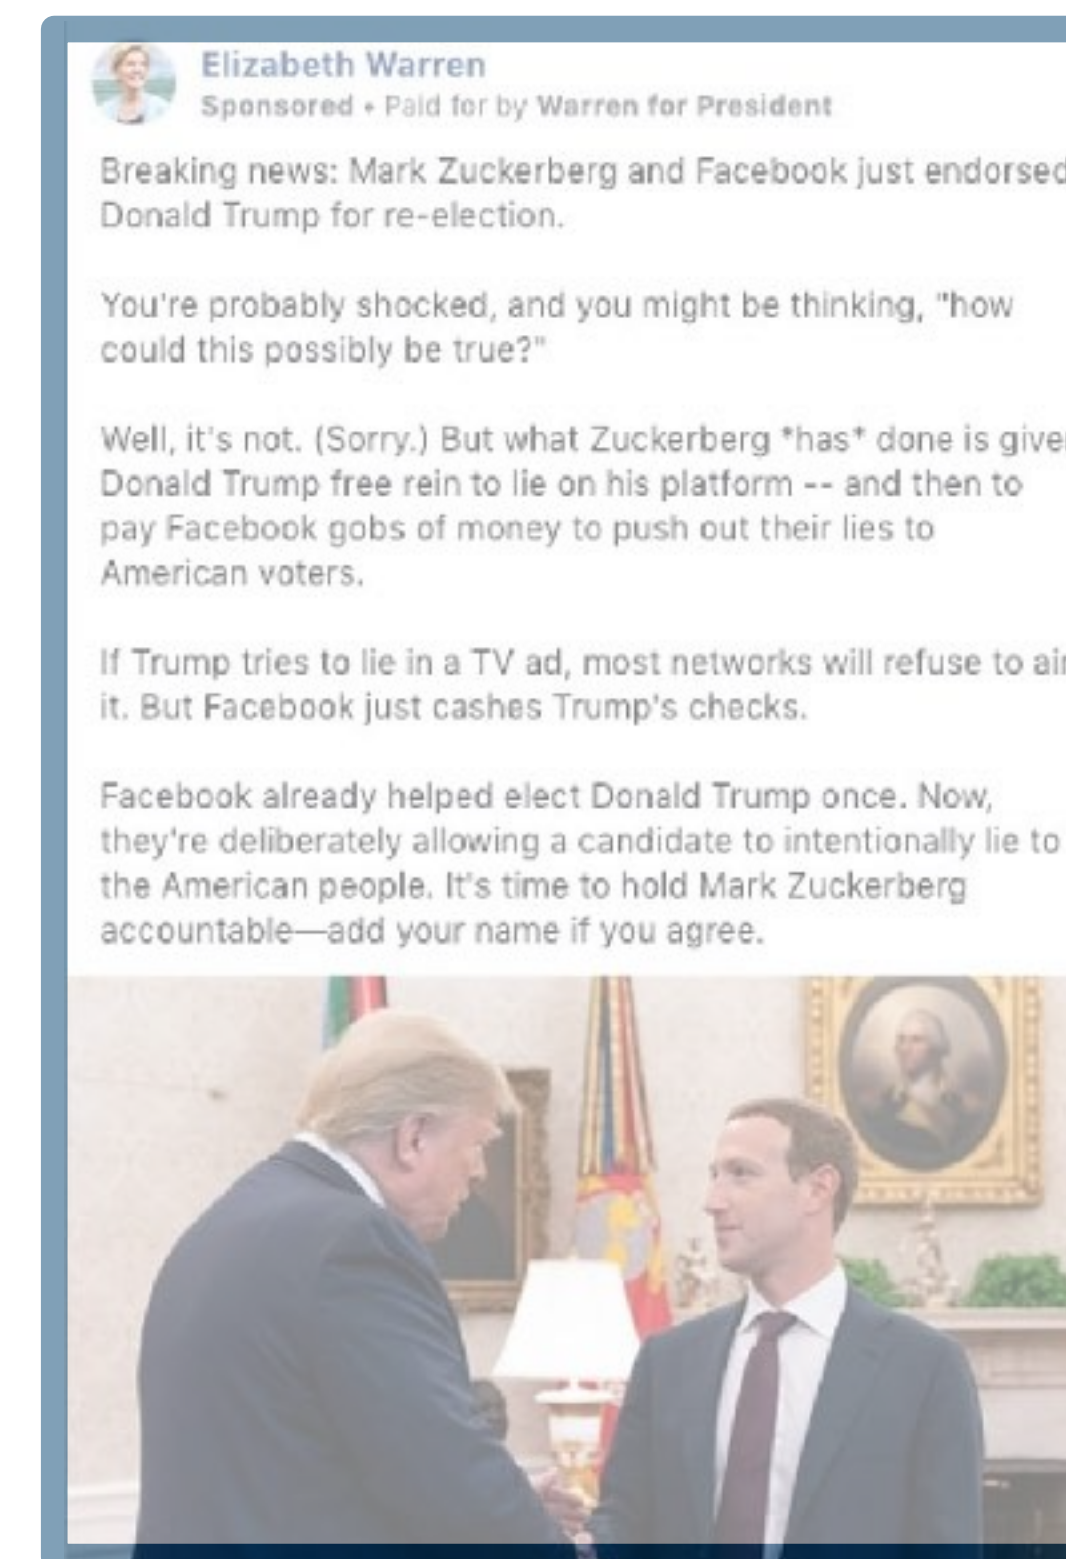 Elizabeth Warren
Sponsored • Paid for by Warren for President
Breaking news: Mark Zuckerberg and Facebook just endorsed
Donald Trump for re-election.
You're probably shocked, and you might be thinking, "how
could this possibly be true?"
Well, it's not. (Sorry.) But what Zuckerberg *has* done is give
Donald Trump free rein to lie on his platform -- and then to
pay Facebook gobs of money to push out their lies to
American voters.
If Trump tries to lie in a TV ad, most networks will refuse to air
it. But Facebook just cashes Trump's checks.
Facebook already helped elect Donald Trump once. Now,
they're deliberately allowing a candidate to intentionally lie to
the American people. It's time to hold Mark Zuckerberg
accountable—add your name if you agree.